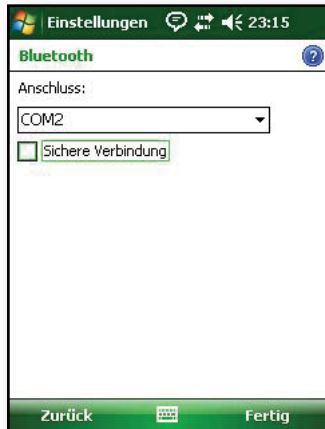 Einstellungen 23:15
Bluetooth ?
Anschluss:
COM2
Sichere Verbindung
Zurück Fertig